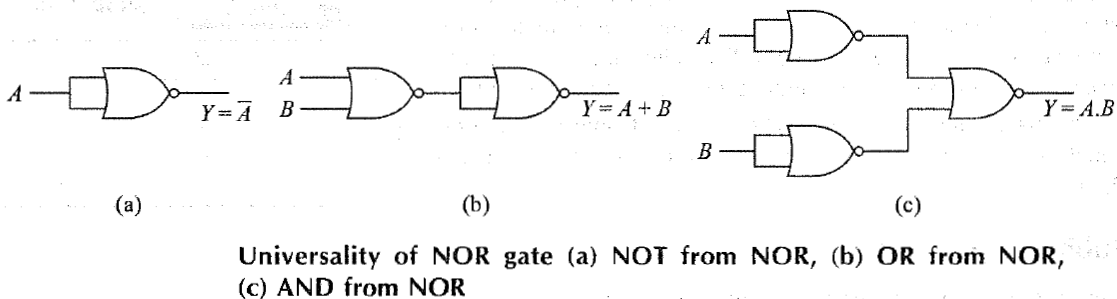 A
Y = A̅
(a)
A
B
Y = A + B
(b)
A
B
Y = A.B
(c)
Universality of NOR gate (a) NOT from NOR, (b) OR from NOR,
(c) AND from NOR